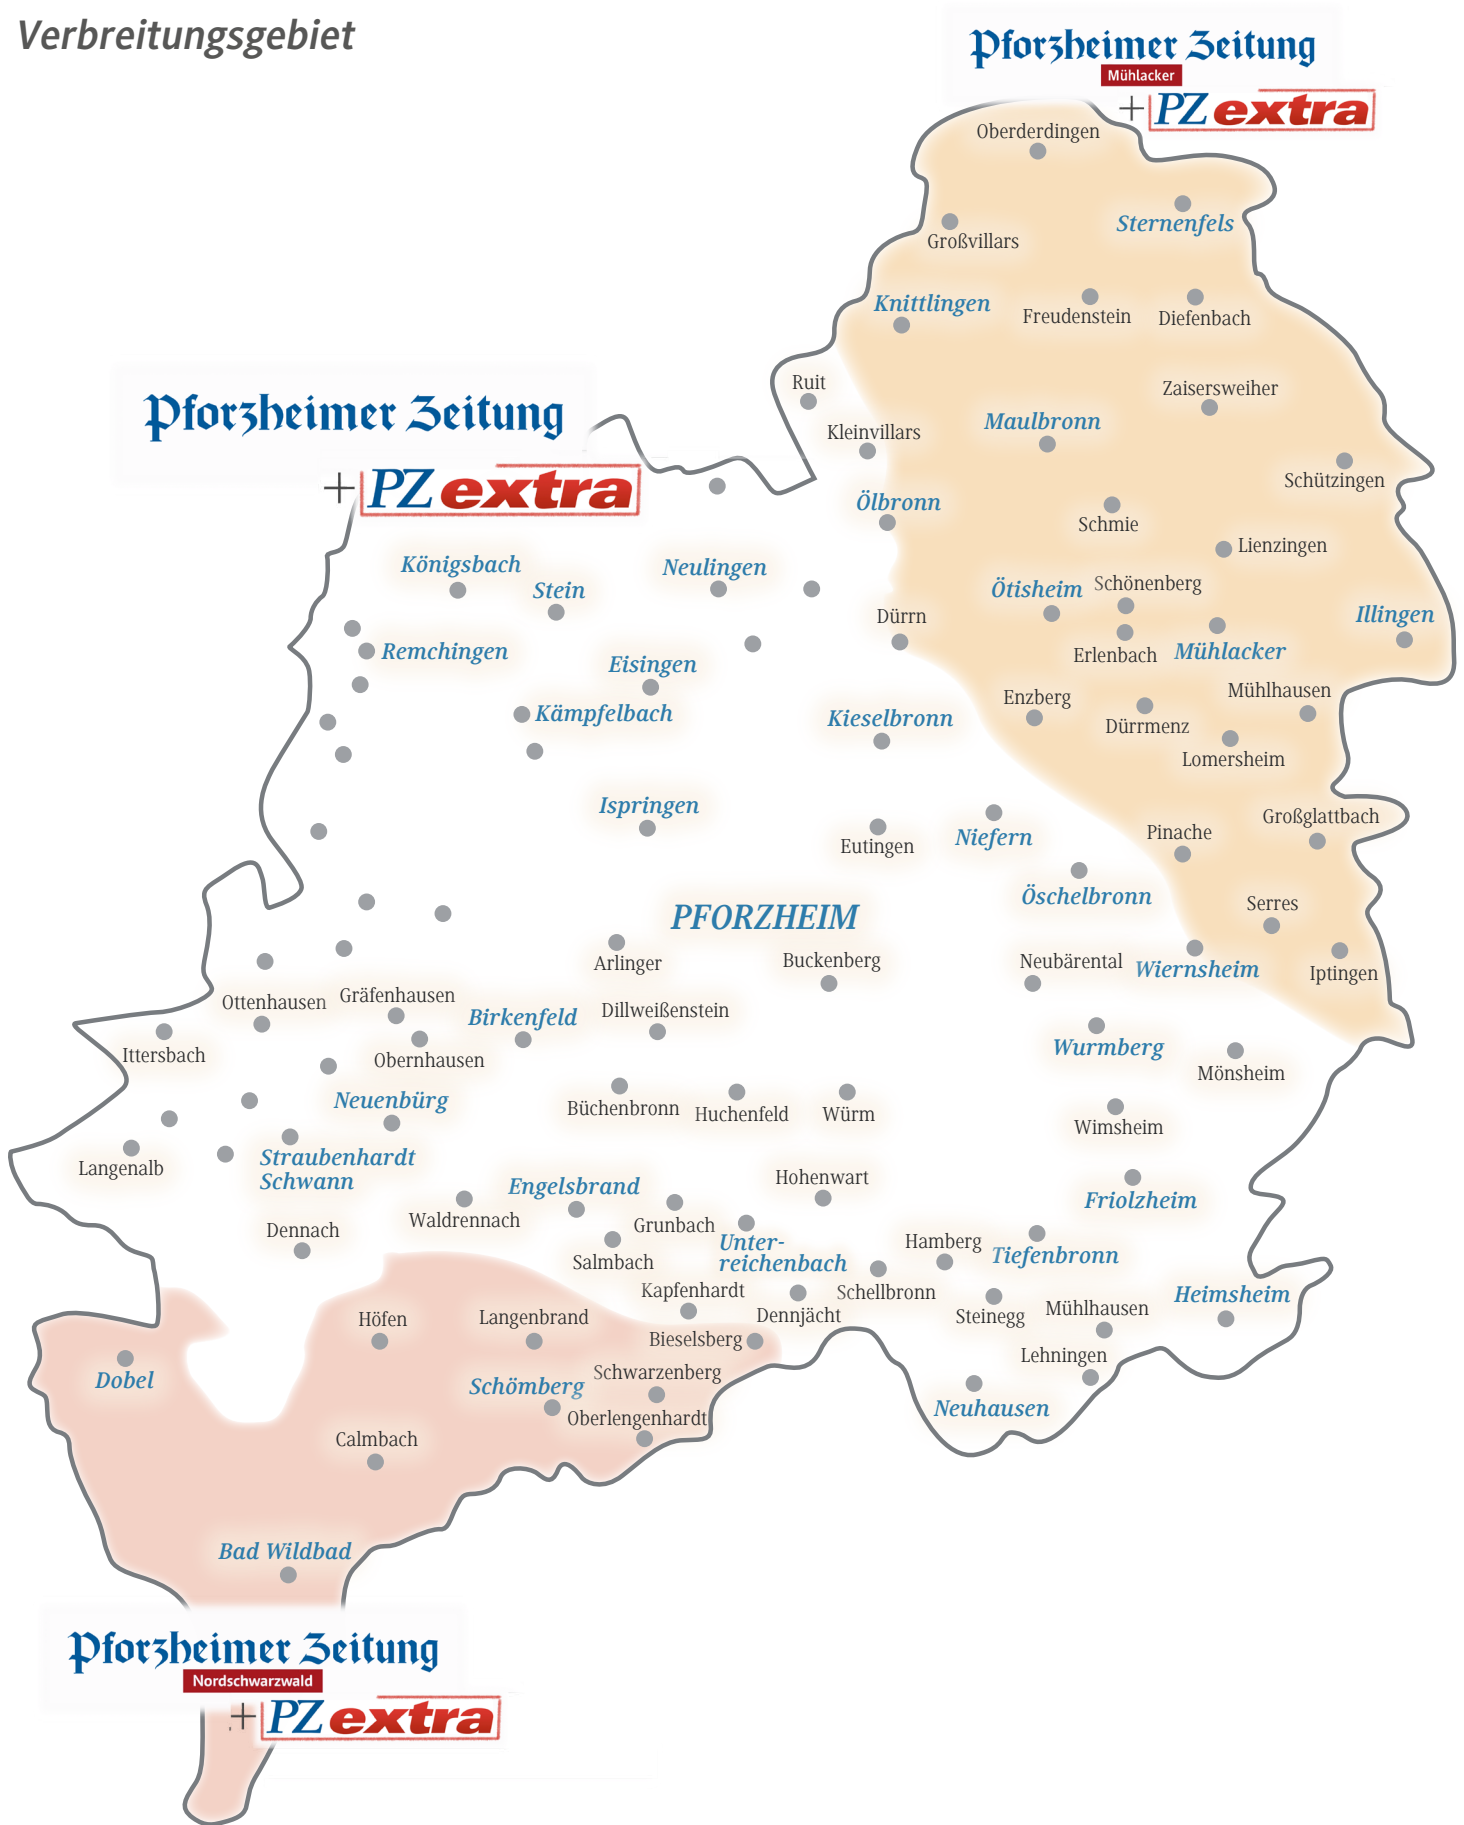 Verbreitungsgebiet
Pforzheimer Zeitung
Mühlacker
+ PZ extra
Oberderdingen
Sternenfels
Großvillars
Knittlingen
Freudenstein
Diefenbach
Ruit
Zaisersweiher
Pforzheimer Zeitung
Maulbronn
Kleinvillars
Schützingen
+ PZ extra
Ölbronn
Schmie
Lienzingen
Königsbach
Neulingen
Stein
Ötisheim
Schönenberg
Dürrn
Illingen
Remchingen
Erlenbach
Mühlacker
Eisingen
Enzberg
Mühlhausen
Kämpfelbach
Kieselbronn
Dürrmenz
Lomersheim
Ispringen
Großglattbach
Eutingen
Niefern
Pinache
Öschelbronn
Serres
PFORZHEIM
Arlinger
Buckenberg
Neubärental
Wiernsheim
Iptingen
Ottenhausen
Gräfenhausen
Birkenfeld
Dillweißenstein
Ittersbach
Obernhausen
Wurmberg
Mönsheim
Neuenbürg
Büchenbronn
Huchenfeld
Würm
Wimsheim
Langenalb
Straubenhardt
Schwann
Engelsbrand
Hohenwart
Friolzheim
Dennach
Waldrennach
Grunbach
Salmbach
Unter-
reichenbach
Hamberg
Tiefenbronn
Kapfenhardt
Schellbronn
Heimsheim
Höfen
Langenbrand
Dennjächt
Steinegg
Mühlhausen
Bieselsberg
Lehningen
Dobel
Schwarzenberg
Schömberg
Neuhausen
Oberlengenhardt
Calmbach
Bad Wildbad
Pforzheimer Zeitung
Nordschwarzwald
+ PZ extra